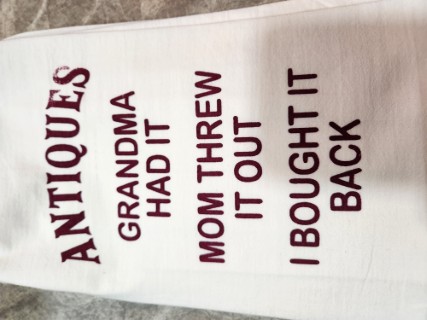 ANTIQUES
GRANDMA
HAD IT
MOM THREW
IT OUT
I BOUGHT IT
BACK